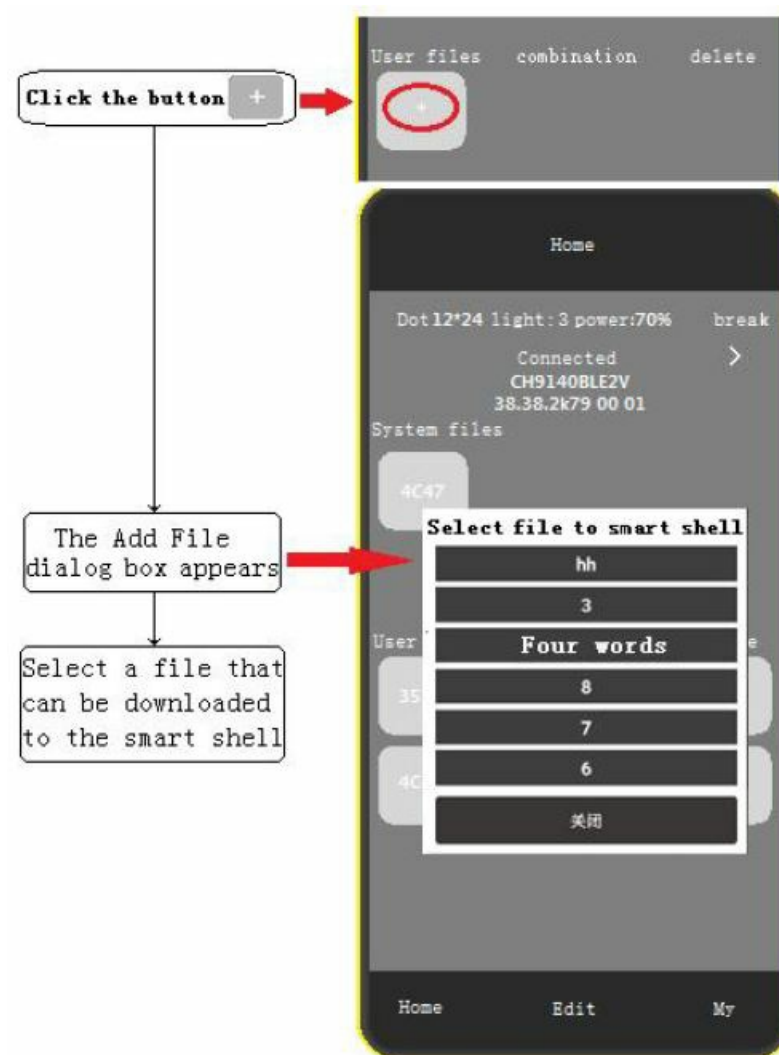 Click the button +
User files combination delete
+
Home
Dot 12*24 light: 3 power:70% break
Connected >
CH9140BLE2V
38.38.2k79 00 01
System files
4C47
The Add File
dialog box appears
Select file to smart shell
hh
3
User
Four words
Select a file that
can be downloaded
to the smart shell
35
8
7
4C
6
关闭
Home Edit My